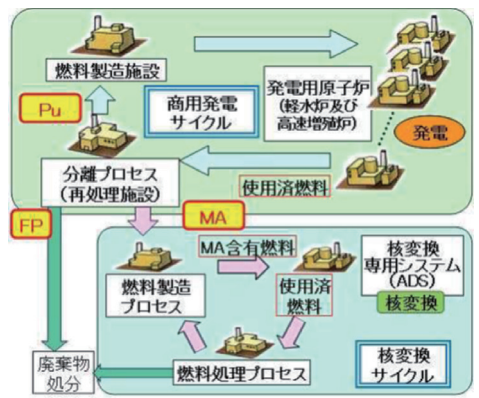 燃料製造施設
Pu
商用発電
サイクル
発電用原子炉
(軽水炉及び
高速増殖炉)
発電
分離プロセス
(再処理施設)
使用済燃料
FP
MA
MA含有燃料
燃料製造
プロセス
使用済
燃料
核変換
専用システム
(ADS)
核変換
廃棄物
処分
燃料処理プロセス
核変換
サイクル